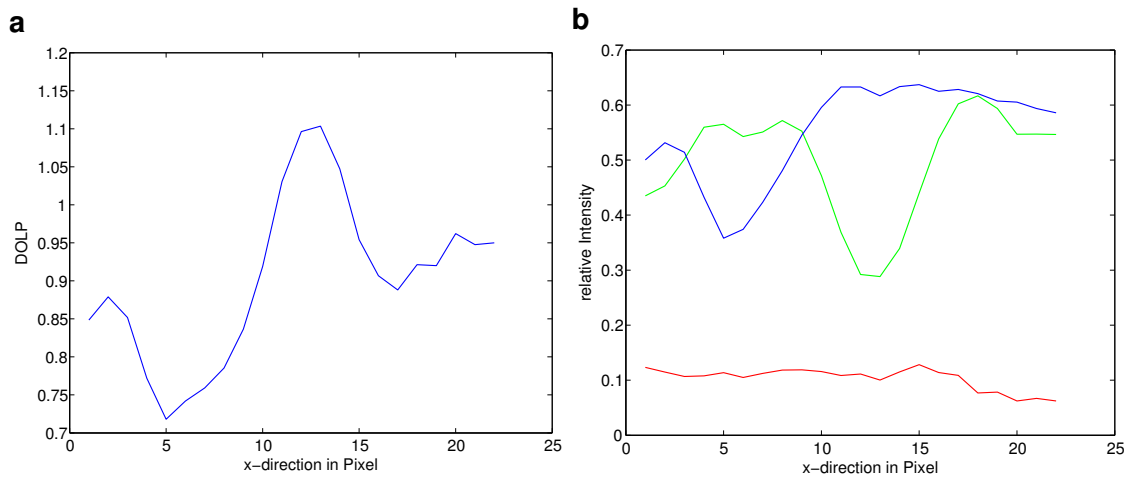 a
1.2
1.15
1.1
1.05
1
0.95
0.9
0.85
0.8
0.75
0.7
0 5 10 15 20 25
DOLP
x−direction in Pixel
b
0.7
0.6
0.5
0.4
0.3
0.2
0.1
0
0 5 10 15 20 25
relative Intensity
x−direction in Pixel